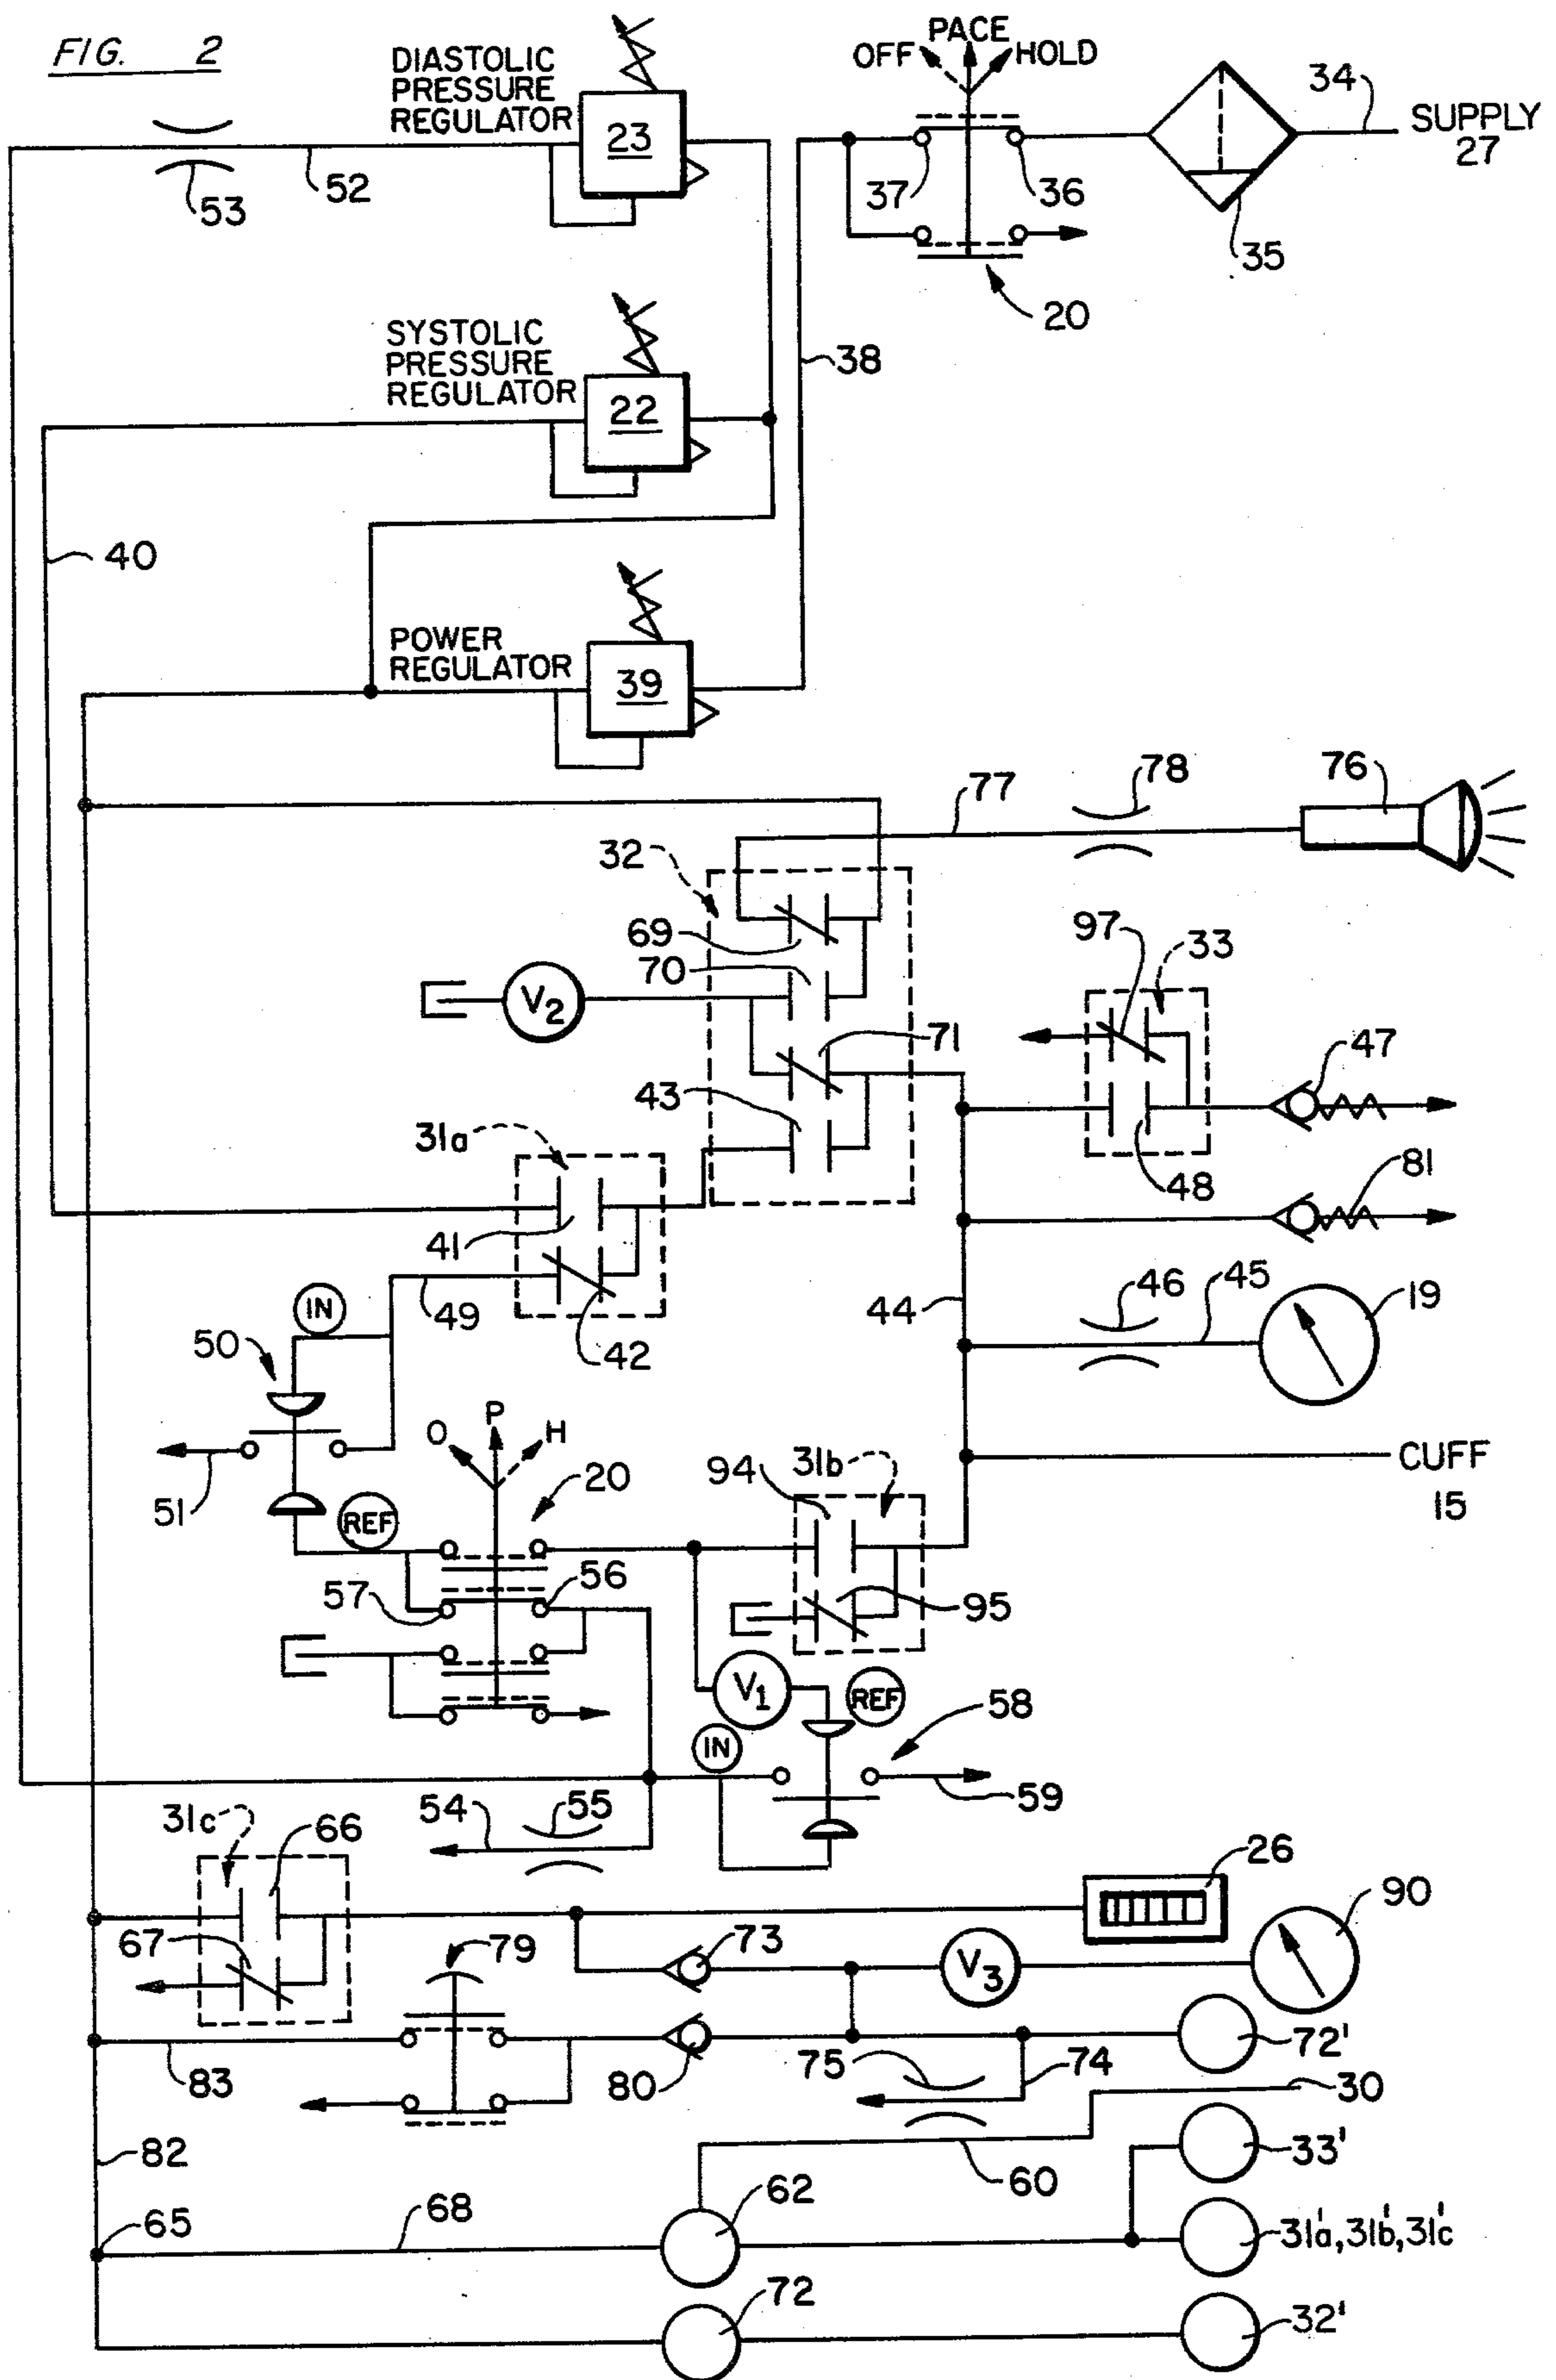 FIG. 2
DIASTOLIC
PRESSURE
REGULATOR
23
PACE
OFF
HOLD
34
SUPPLY
27
52
53
37
36
35
20
SYSTOLIC
PRESSURE
REGULATOR
22
38
40
POWER
REGULATOR
39
77
78
76
32
69
97
33
70
V2
71
47
43
31a
48
81
41
IN
49
42
44
46
45
19
50
O
P
H
51
REF
20
94
31b
CUFF
15
57
56
95
V1
REF
58
IN
54
55
59
31c
66
26
90
67
79
73
V3
72'
83
80
75
74
30
82
60
33'
62
65
68
31'a, 31'b, 31'c
72
32'